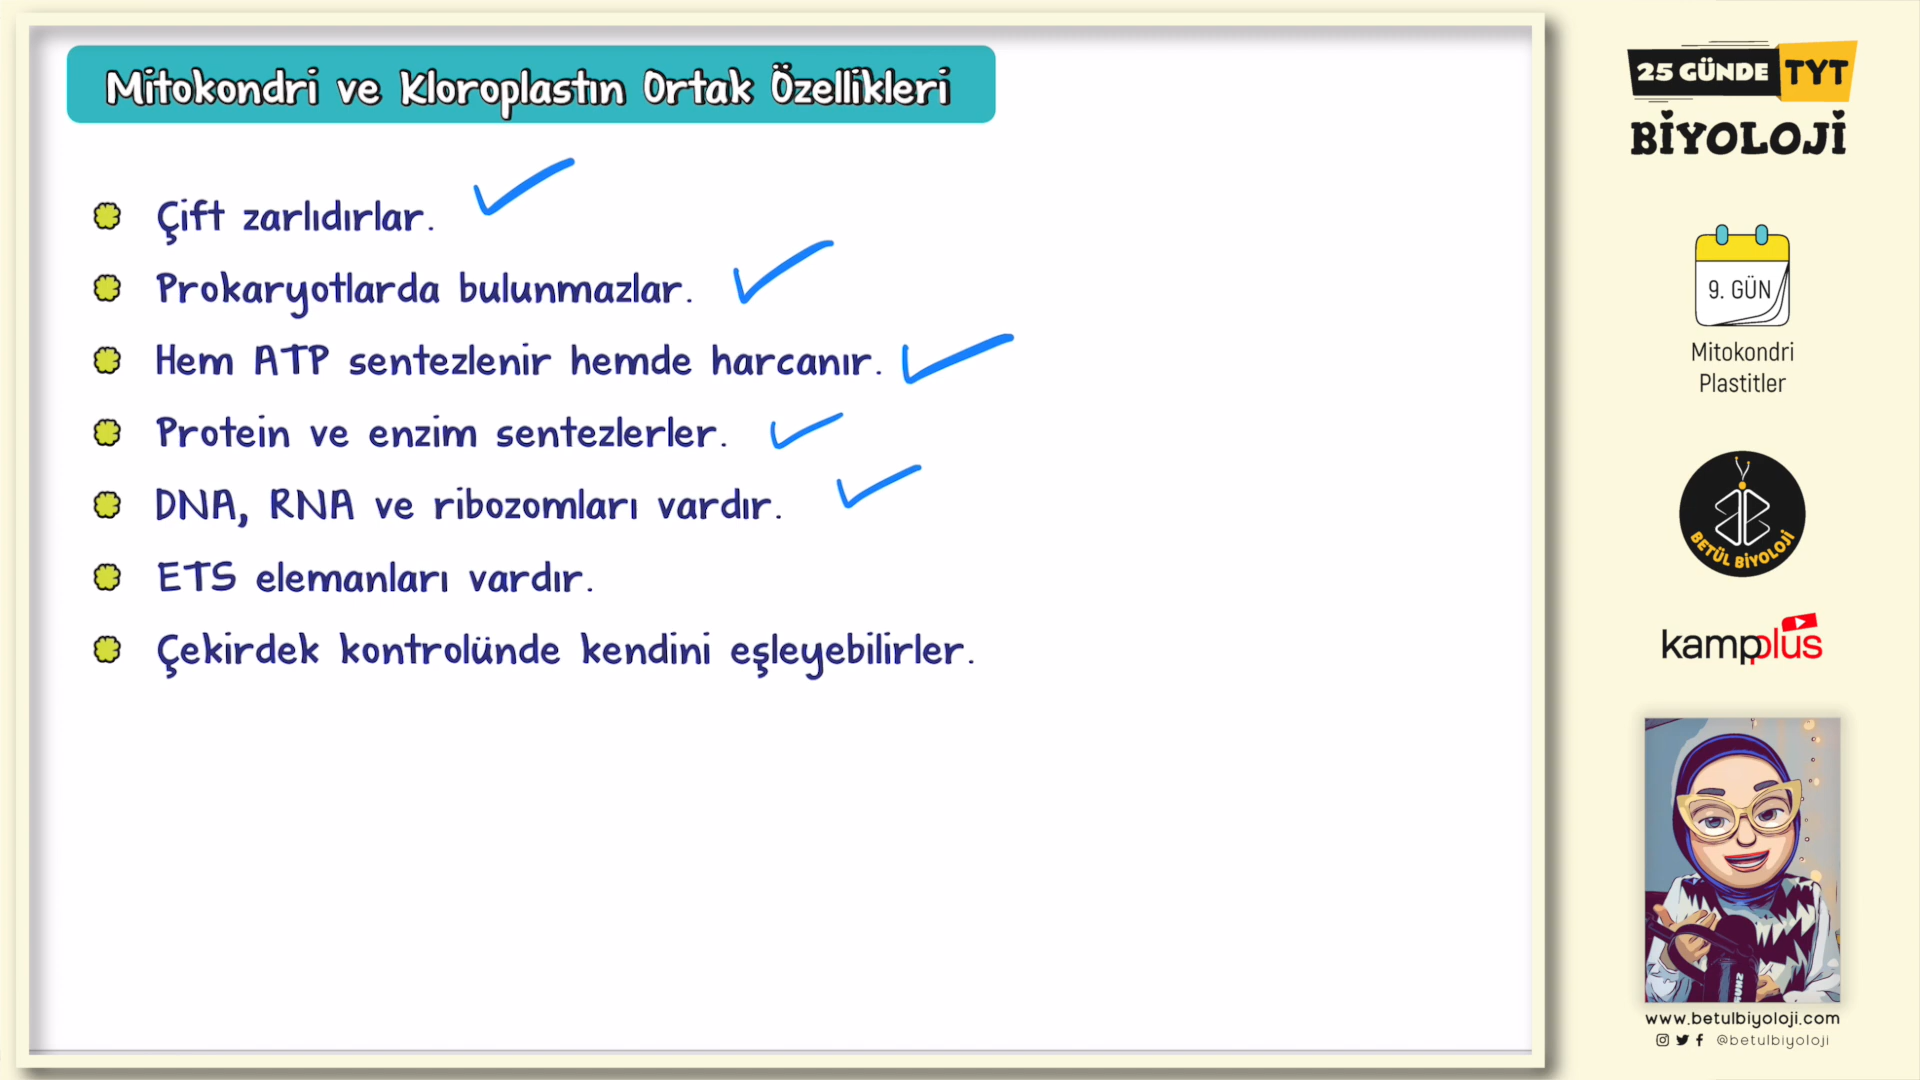 Mitokondri ve Kloroplastın Ortak Özellikleri
Çift zarlıdırlar.
Prokaryotlarda bulunmazlar.
Hem ATP sentezlenir hemde harcanır.
Protein ve enzim sentezlerler.
DNA, RNA ve ribozomları vardır.
ETS elemanları vardır.
Çekirdek kontrolünde kendini eşleyebilirler.
25 GÜNDE TYT
BİYOLOJİ
9. GÜN
Mitokondri
Plastitler
BETÜL BİYOLOJİ
kampplus
www.betulbiyoloji.com
@betulbiyoloji